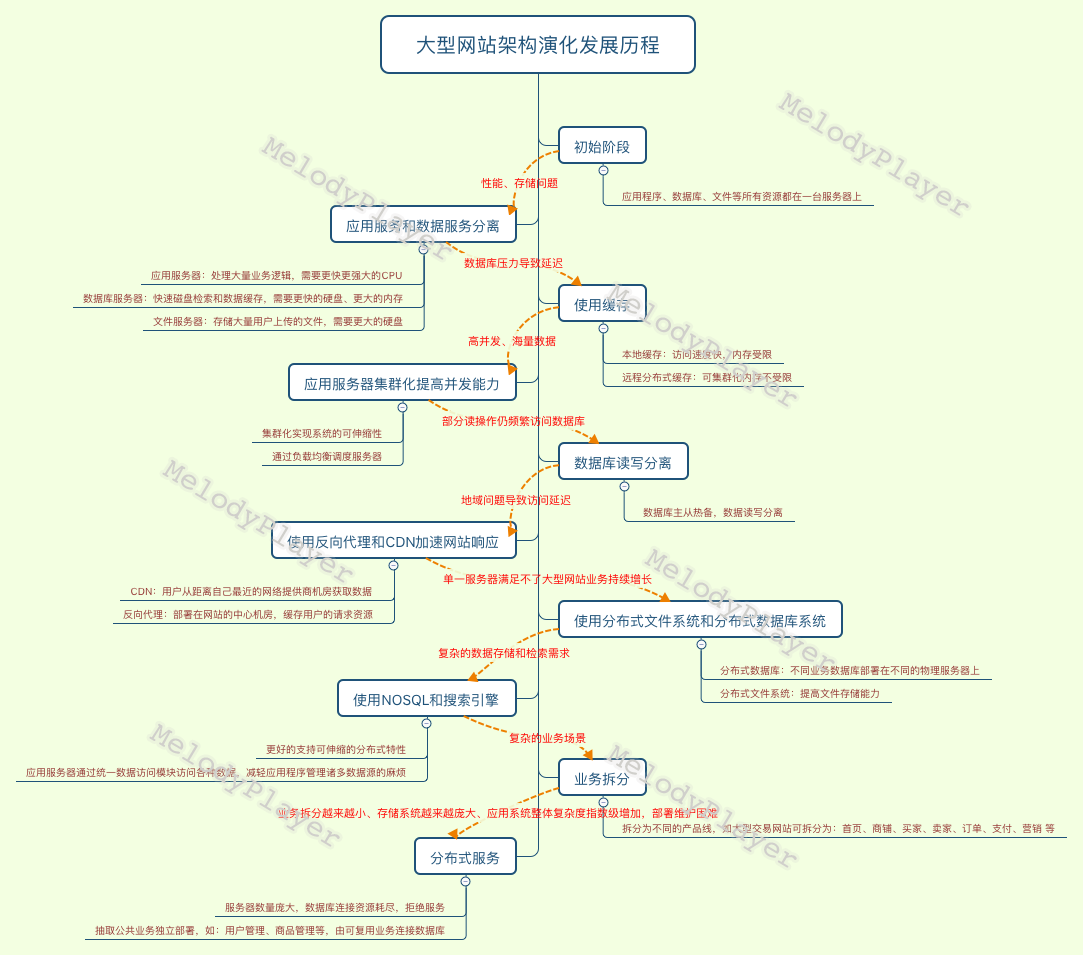 大型网站架构演化发展历程
MelodyPlayer
MelodyPlayer
初始阶段
性能、存储问题
应用程序、数据库、文件等所有资源都在一台服务器上
应用服务和数据服务分离
数据库压力导致延迟
应用服务器：处理大量业务逻辑，需要更快更强大的CPU
数据库服务器：快速磁盘检索和数据缓存，需要更快的硬盘、更大的内存
文件服务器：存储大量用户上传的文件，需要更大的硬盘
使用缓存
MelodyPlayer
高并发、海量数据
本地缓存：访问速度快，内存受限
远程分布式缓存：可集群化内存不受限
应用服务器集群化提高并发能力
部分读操作仍频繁访问数据库
集群化实现系统的可伸缩性
通过负载均衡调度服务器
数据库读写分离
MelodyPlayer
地域问题导致访问延迟
数据库主从热备，数据读写分离
使用反向代理和CDN加速网站响应
单一服务器满足不了大型网站业务持续增长
MelodyPlayer
CDN：用户从距离自己最近的网络提供商机房获取数据
反向代理：部署在网站的中心机房，缓存用户的请求资源
使用分布式文件系统和分布式数据库系统
复杂的数据存储和检索需求
分布式数据库：不同业务数据库部署在不同的物理服务器上
分布式文件系统：提高文件存储能力
使用NOSQL和搜索引擎
复杂的业务场景
MelodyPlayer
更好的支持可伸缩的分布式特性
应用服务器通过统一数据访问模块访问各种数据，减轻应用程序管理诸多数据源的麻烦
业务拆分
MelodyPlayer
业务拆分越来越小、存储系统越来越庞大、应用系统整体复杂度指数级增加，部署维护困难
拆分为不同的产品线，如大型交易网站可拆分为：首页、商铺、买家、卖家、订单、支付、营销 等
分布式服务
服务器数量庞大，数据库连接资源耗尽，拒绝服务
抽取公共业务独立部署，如：用户管理、商品管理等，由可复用业务连接数据库